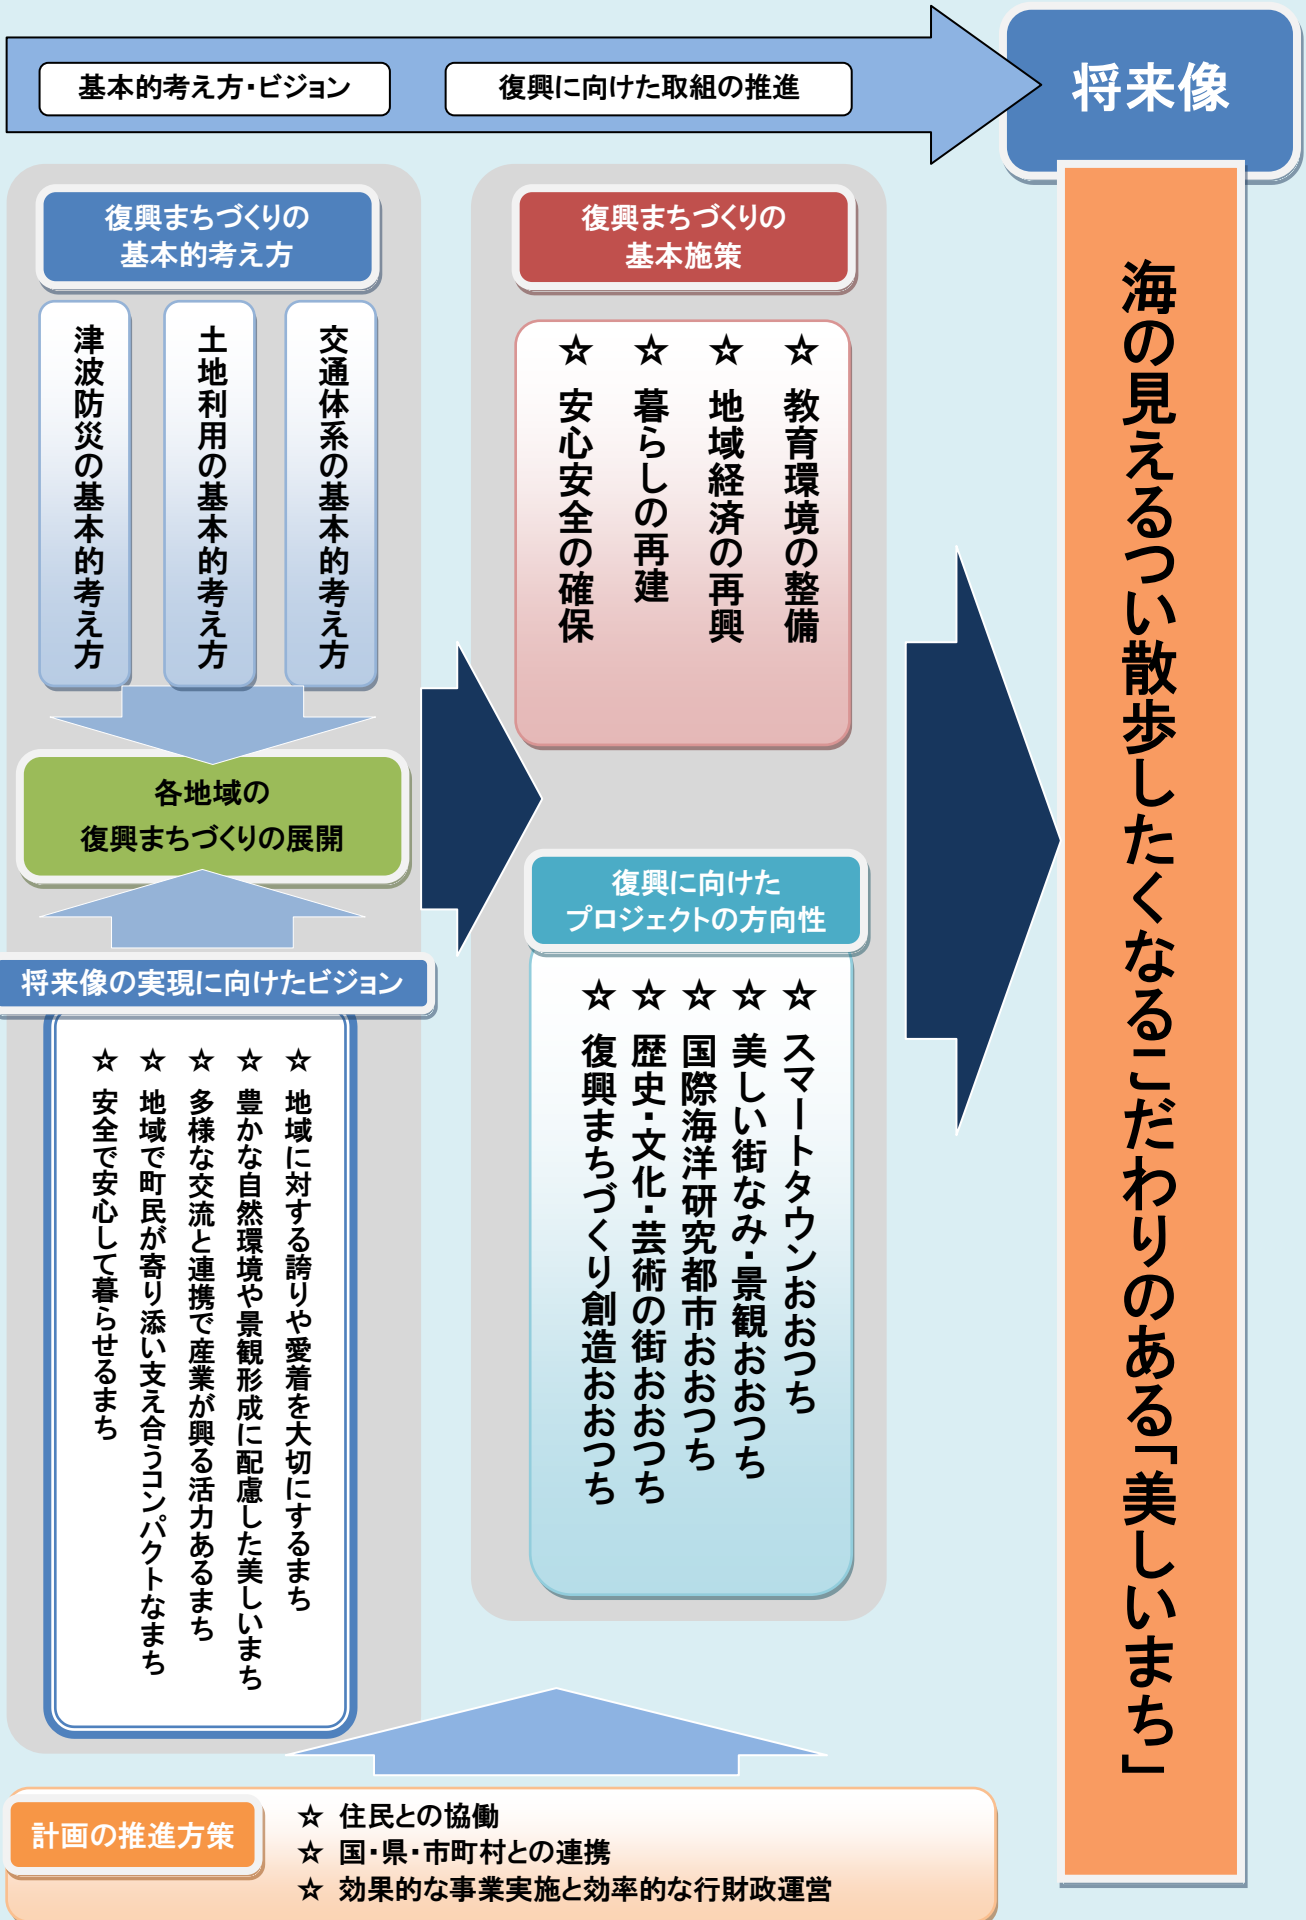 基本的考え方・ビジョン
復興に向けた取組の推進
将来像
復興まちづくりの
基本的考え方
津波防災の基本的考え方
土地利用の基本的考え方
交通体系の基本的考え方
各地域の
復興まちづくりの展開
将来像の実現に向けたビジョン
☆ 安全で安心して暮らせるまち
☆ 地域で町民が寄り添い支え合うコンパクトなまち
☆ 多様な交流と連携で産業が興る活力あるまち
☆ 豊かな自然環境や景観形成に配慮した美しいまち
☆ 地域に対する誇りや愛着を大切にするまち
復興まちづくりの
基本施策
☆ 安心安全の確保
☆ 暮らしの再建
☆ 地域経済の再興
☆ 教育環境の整備
復興に向けた
プロジェクトの方向性
☆ 復興まちづくり創造おおつち
☆ 歴史・文化・芸術の街おおつち
☆ 国際海洋研究都市おおつち
☆ 美しい街なみ・景観おおつち
☆ スマートタウンおおつち
海の見えるつい散歩したくなるこだわりのある「美しいまち」
計画の推進方策
☆ 住民との協働
☆ 国・県・市町村との連携
☆ 効果的な事業実施と効率的な行財政運営